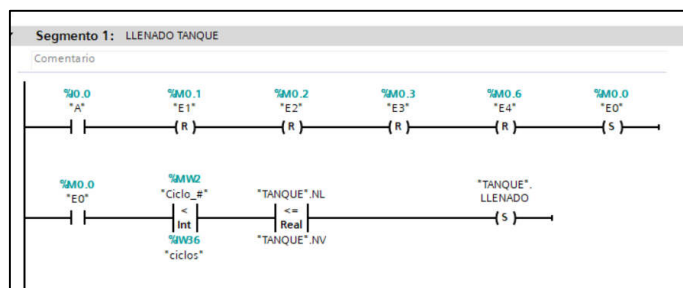 Segmento 1: LLENADO TANQUE
Comentario
%I0.0 %M0.1 %M0.2 %M0.3 %M0.6 %M0.0
"A" "E1" "E2" "E3" "E4" "E0"
R R R R S
%M0.0 %MW2 "TANQUE".
"E0" "Ciclo_#" "TANQUE".NL LLENADO
< <= S
Int Real
%IW36 "TANQUE".NV
"ciclos"